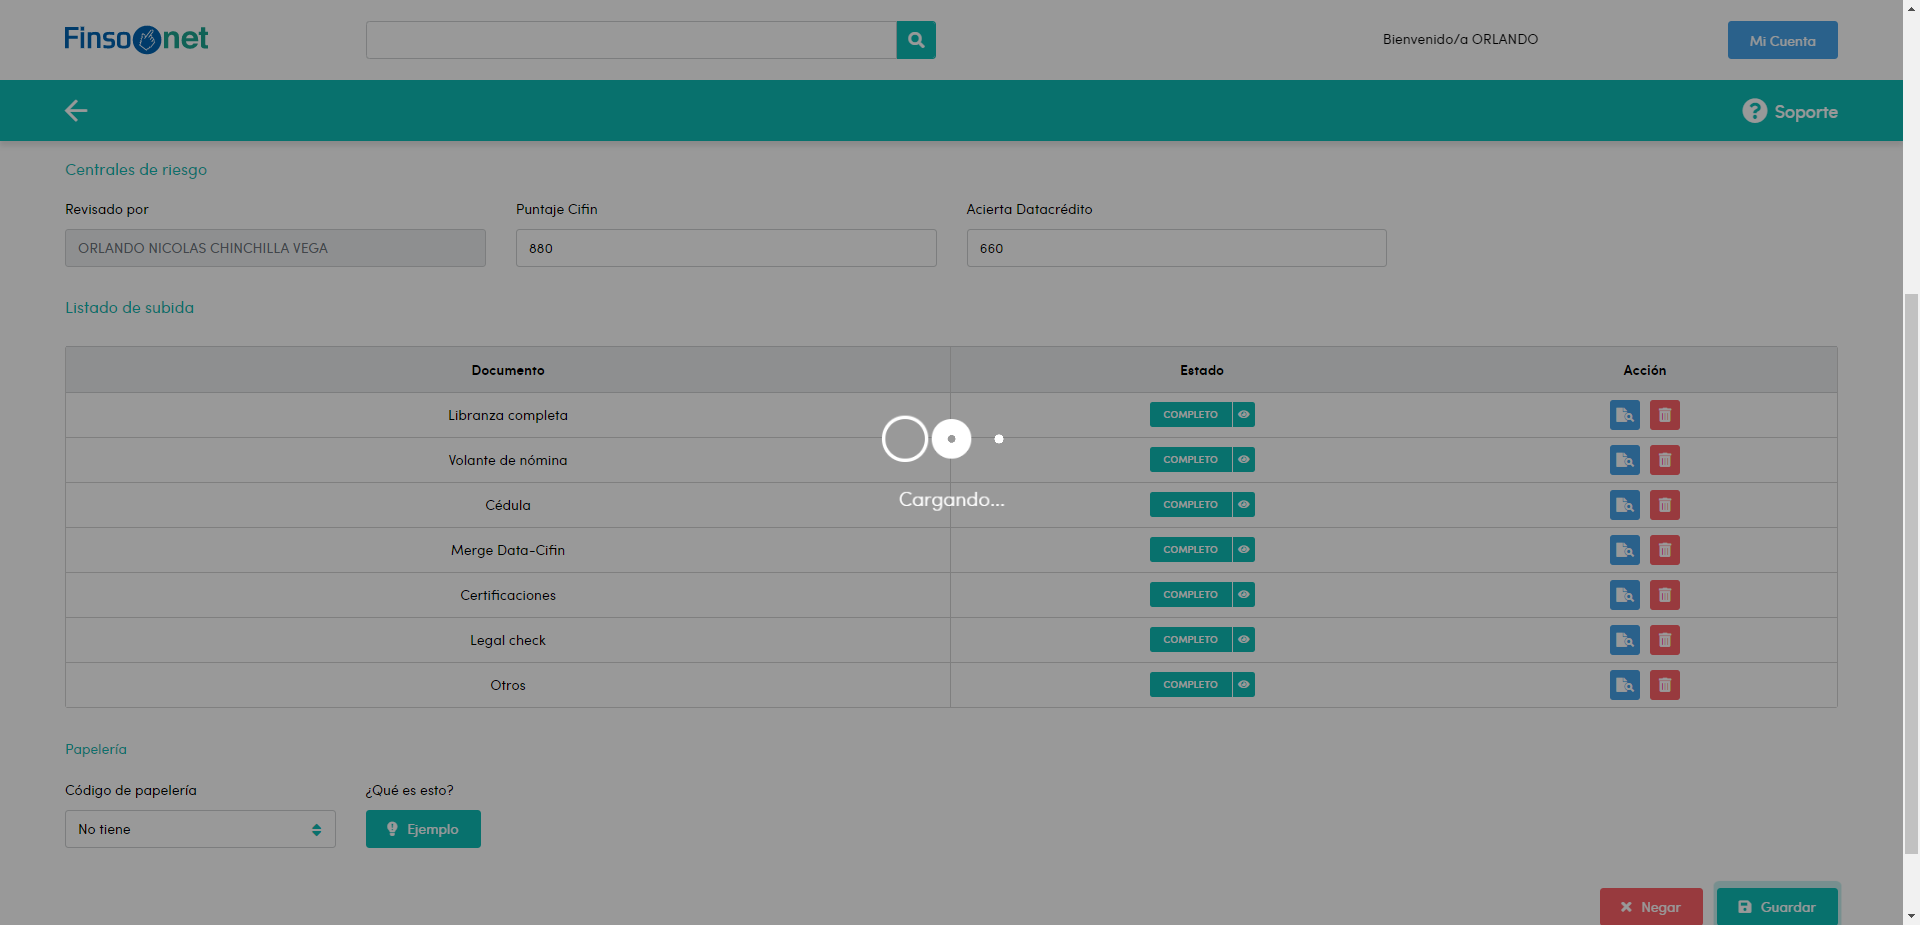 Finsonet
Bienvenido/a ORLANDO
Mi Cuenta
Soporte
Centrales de riesgo
Revisado por
Puntaje Cifin
Acierta Datacrédito
ORLANDO NICOLAS CHINCHILLA VEGA
880
660
Listado de subida
Documento
Estado
Acción
Libranza completa
COMPLETO
Volante de nómina
COMPLETO
Cargando...
Cédula
COMPLETO
Merge Data-Cifin
COMPLETO
Certificaciones
COMPLETO
Legal check
COMPLETO
Otros
COMPLETO
Papelería
Código de papelería
¿Qué es esto?
No tiene
Ejemplo
Negar
Guardar